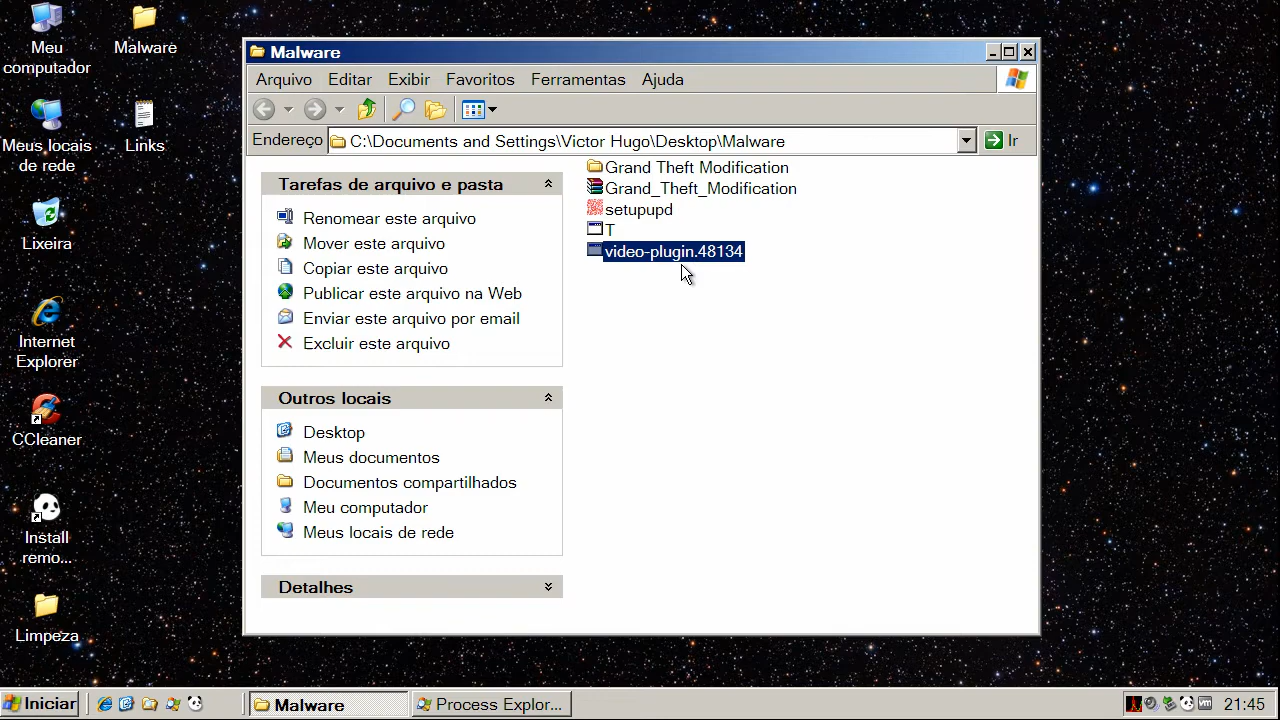 Meu
computador
Malware
Meus locais
de rede
Links
Lixeira
Internet
Explorer
CCleaner
Install
remo...
Limpeza
Malware
Arquivo Editar Exibir Favoritos Ferramentas Ajuda
Endereço C:\Documents and Settings\Victor Hugo\Desktop\Malware Ir
Tarefas de arquivo e pasta
Renomear este arquivo
Mover este arquivo
Copiar este arquivo
Publicar este arquivo na Web
Enviar este arquivo por email
Excluir este arquivo
Outros locais
Desktop
Meus documentos
Documentos compartilhados
Meu computador
Meus locais de rede
Detalhes
Grand Theft Modification
Grand_Theft_Modification
setupupd
T
video-plugin.48134
Iniciar Malware Process Explor... vm 21:45